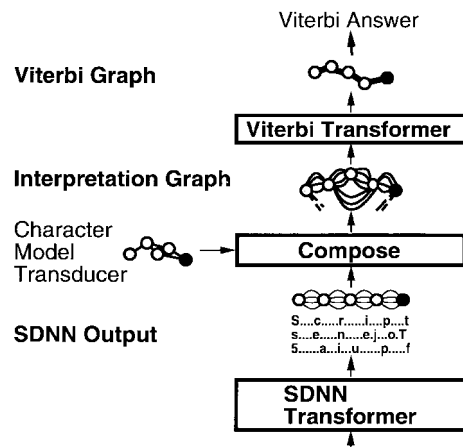 Viterbi Answer
Viterbi Graph
Viterbi Transformer
Interpretation Graph
Character
Model
Transducer
Compose
SDNN Output
S....c.....r......i....p....t
s....e.....n....e.j...o.T
5......a...i...u......p.....f
SDNN
Transformer